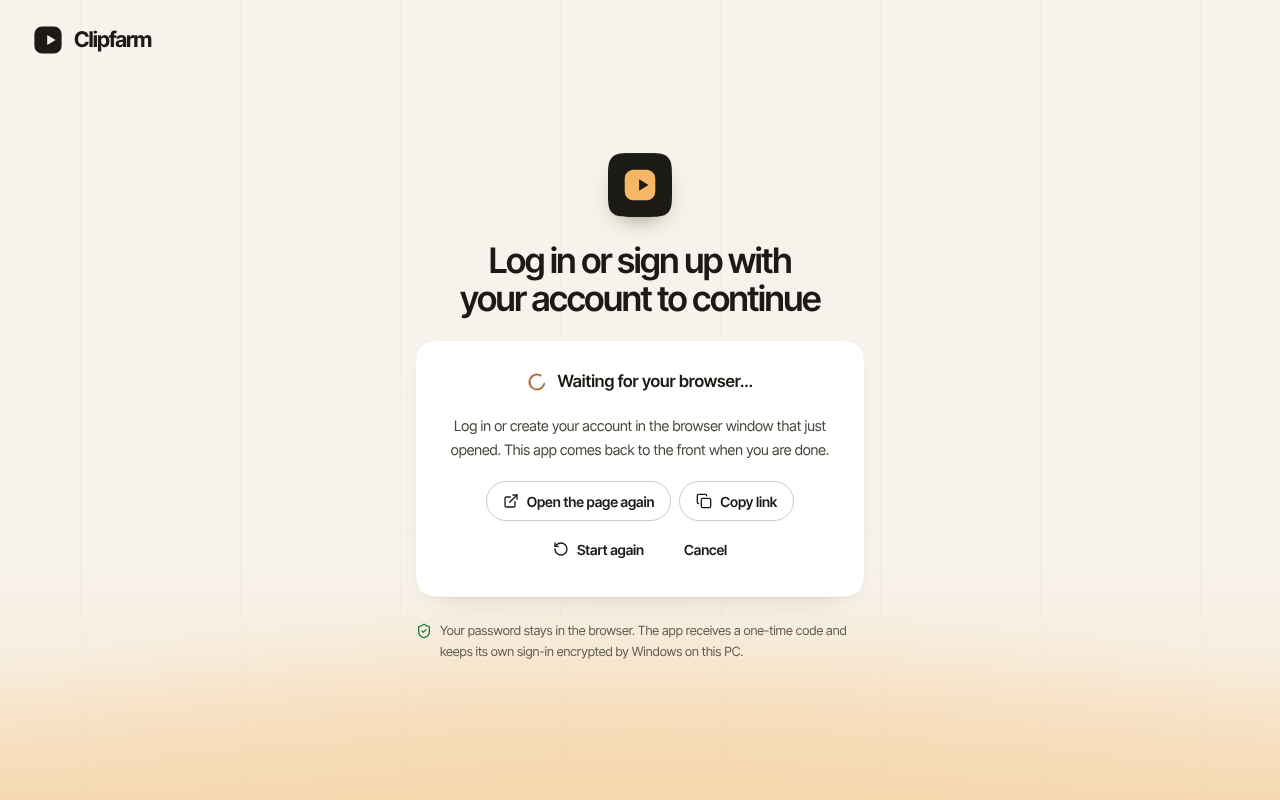 Clipfarm
Log in or sign up with
your account to continue
Waiting for your browser...
Log in or create your account in the browser window that just
opened. This app comes back to the front when you are done.
Open the page again
Copy link
Start again
Cancel
Your password stays in the browser. The app receives a one-time code and
keeps its own sign-in encrypted by Windows on this PC.